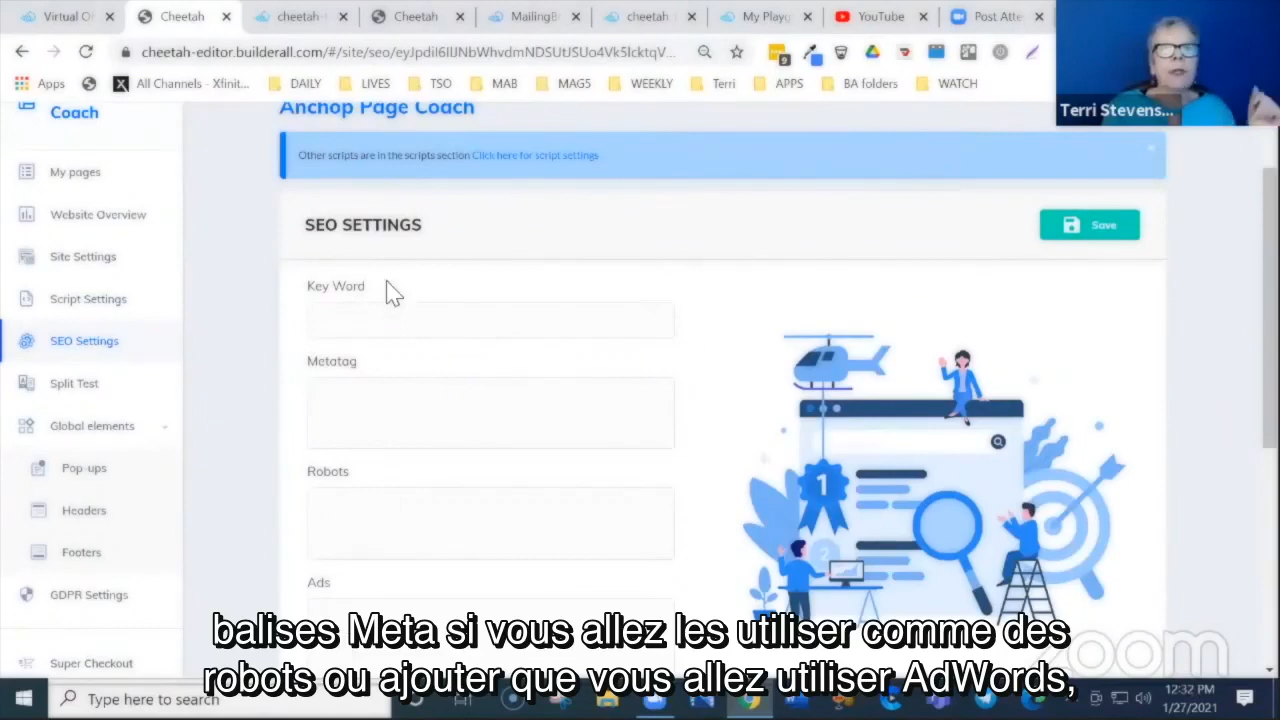 Virtual O
Cheetah
cheetah-
Cheetah
MailingB
cheetah
My Playg
YouTube
Post Atte
cheetah-editor.builderall.com/#/site/seo/
9
Apps
All Channels - Xfinit...
DAILY
LIVES
TSO
MAB
MAG5
WEEKLY
Terri
APPS
BA folders
WATCH
Terri Stevens...
Coach
Anchop Page Coach
My pages
Website Overview
Site Settings
Script Settings
SEO Settings
Split Test
Global elements
Pop-ups
Headers
Footers
GDPR Settings
Super Checkout
Other scripts are in the scripts section Click here for script settings
SEO SETTINGS
Save
Key Word
Metatag
Robots
Ads
1
2
balises Meta si vous allez les utiliser comme des
robots ou ajouter que vous allez utiliser AdWords,
zoom
Type here to search
12:32 PM
1/27/2021